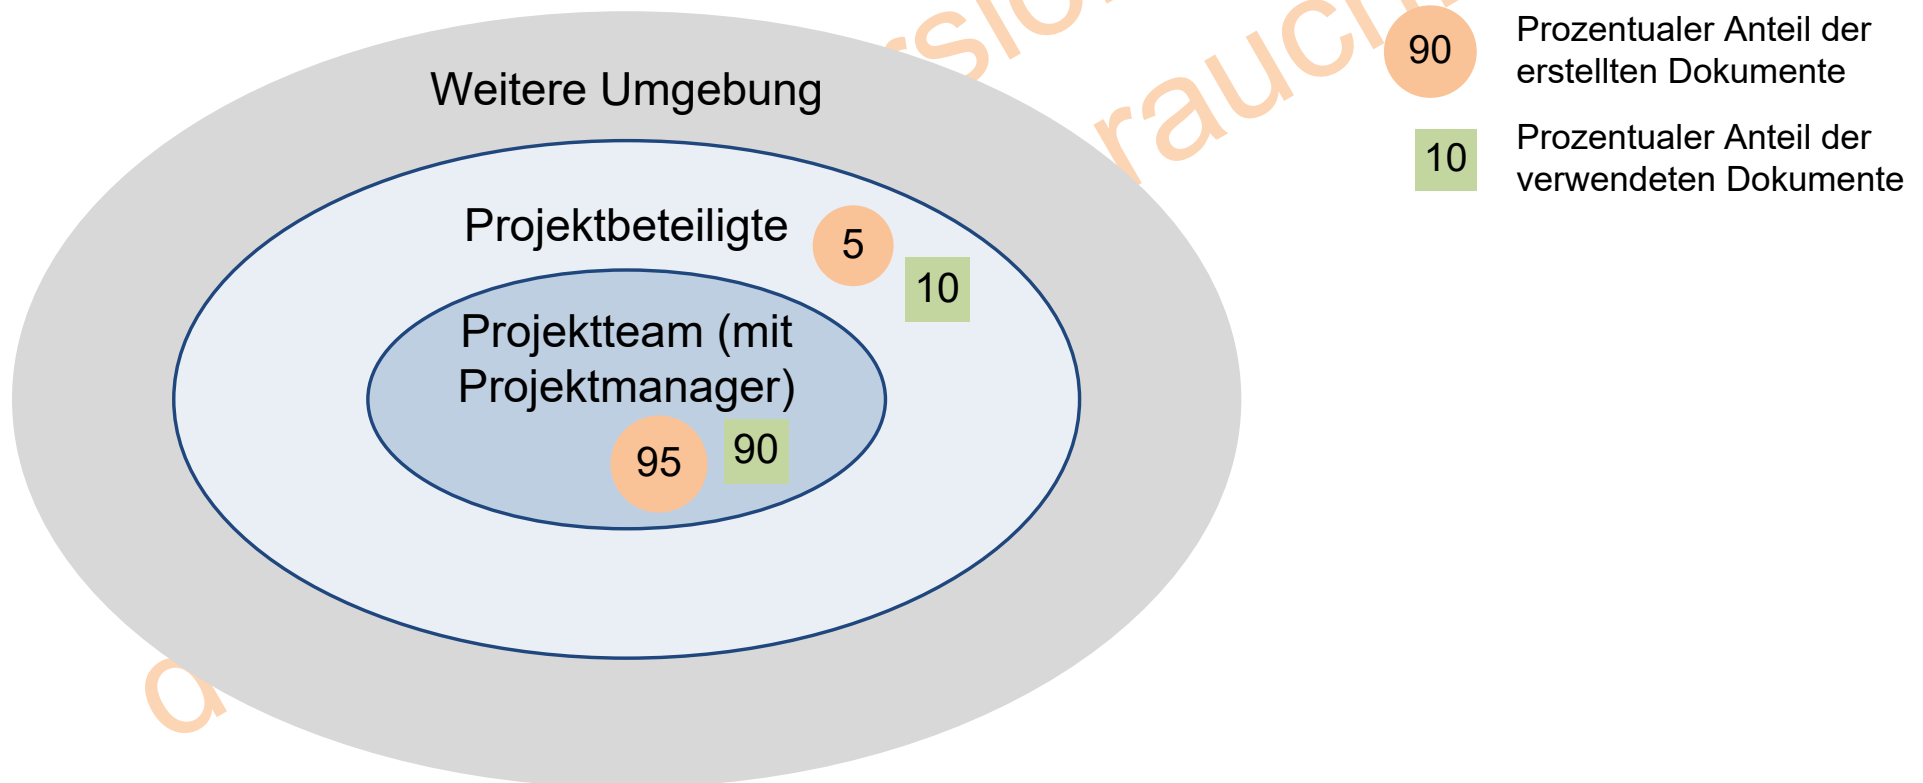 Weitere Umgebung
Projektbeteiligte
5
10
Projektteam (mit
Projektmanager)
95
90
90
Prozentualer Anteil der
erstellten Dokumente
10
Prozentualer Anteil der
verwendeten Dokumente